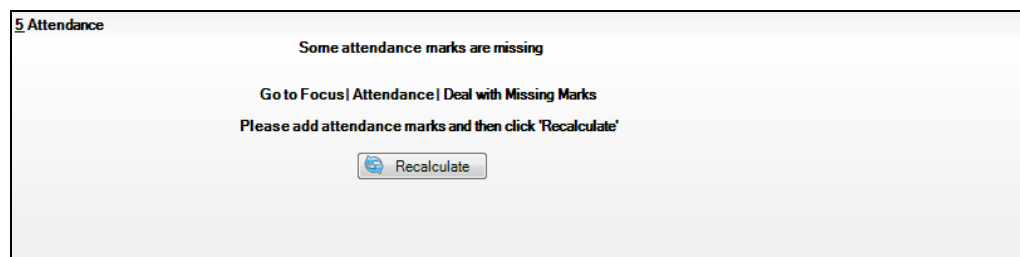 5 Attendance
Some attendance marks are missing
Go to Focus| Attendance| Deal with Missing Marks
Please add attendance marks and then click 'Recalculate'
Recalculate